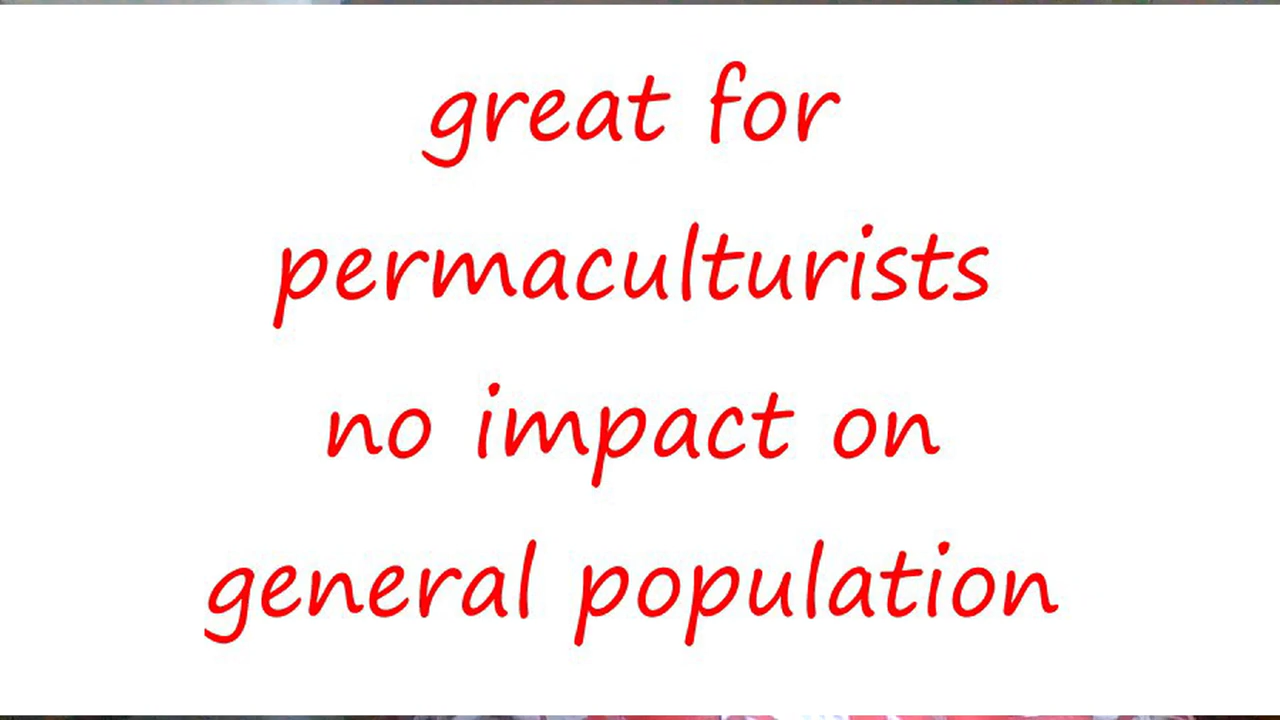 great for
permaculturists
no impact on
general population